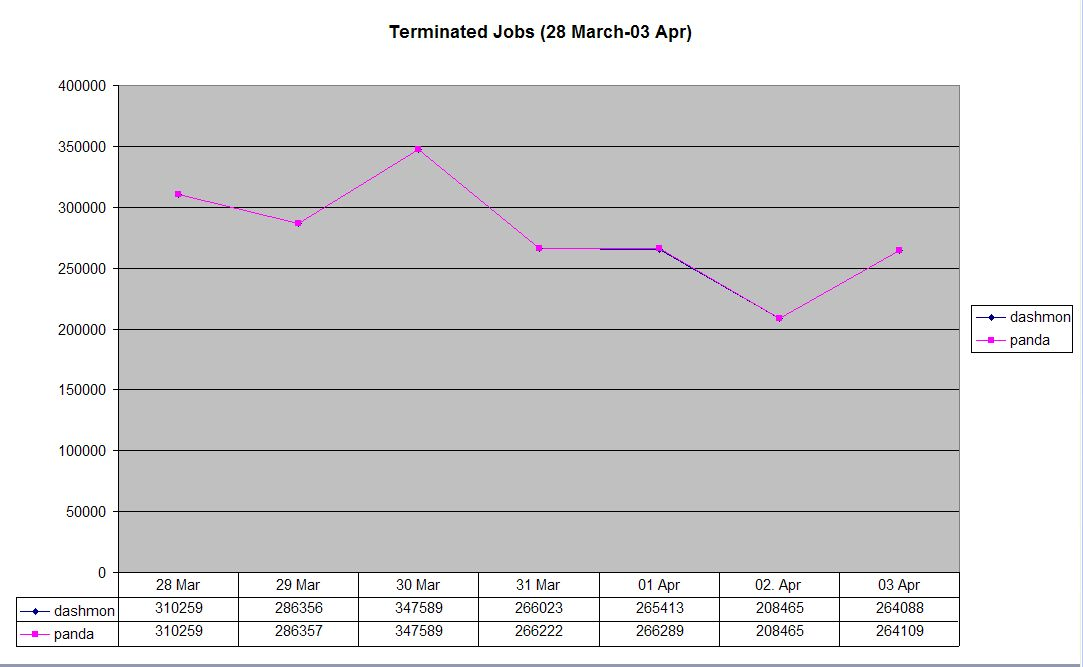 Terminated Jobs (28 March-03 Apr)
400000
350000
300000
250000
200000
150000
100000
50000
0
dashmon
panda
28 Mar 29 Mar 30 Mar 31 Mar 01 Apr 02. Apr 03 Apr
dashmon 310259 286356 347589 266023 265413 208465 264088
panda 310259 286357 347589 266222 266289 208465 264109